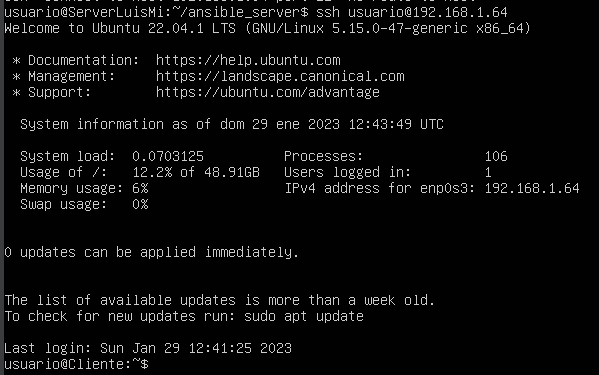 usuario@ServerLuisMi:~/ansible_server$ ssh usuario@192.168.1.64
Welcome to Ubuntu 22.04.1 LTS (GNU/Linux 5.15.0-47-generic x86_64)
* Documentation:  https://help.ubuntu.com
* Management:     https://landscape.canonical.com
* Support:        https://ubuntu.com/advantage
System information as of dom 29 ene 2023 12:43:49 UTC
System load:  0.0703125          Processes:               106
Usage of /:   12.2% of 48.91GB   Users logged in:         1
Memory usage: 6%                 IPv4 address for enp0s3: 192.168.1.64
Swap usage:   0%
0 updates can be applied immediately.
The list of available updates is more than a week old.
To check for new updates run: sudo apt update
Last login: Sun Jan 29 12:41:25 2023
usuario@Cliente:~$